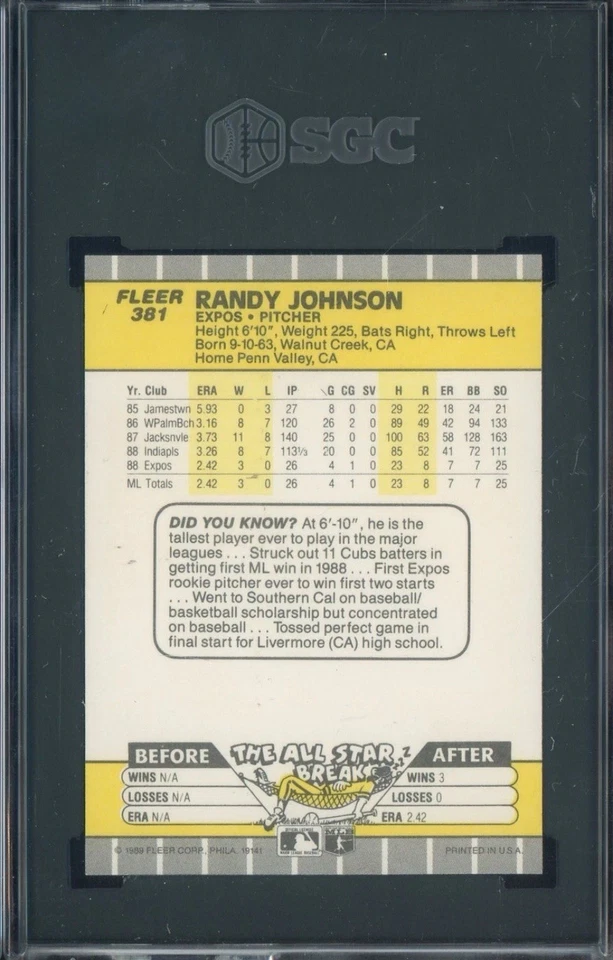 SGC
FLEER
381
RANDY JOHNSON
EXPOS • PITCHER
Height 6'10", Weight 225, Bats Right, Throws Left
Born 9-10-63, Walnut Creek, CA
Home Penn Valley, CA
Yr. Club ERA W L IP G CG SV H R ER BB SO
85 Jamestwn 5.93 0 3 27 8 0 0 29 22 18 24 21
86 WPalmBch 3.16 8 7 120 26 2 0 89 49 42 94 133
87 Jacksnvle 3.73 11 8 140 25 0 0 100 63 58 128 163
88 Indiapls 3.26 8 7 113⅓ 20 0 0 85 52 41 72 111
88 Expos 2.42 3 0 26 4 1 0 23 8 7 7 25
ML Totals 2.42 3 0 26 4 1 0 23 8 7 7 25
DID YOU KNOW? At 6'-10", he is the
tallest player ever to play in the major
leagues . . . Struck out 11 Cubs batters in
getting first ML win in 1988 . . . First Expos
rookie pitcher ever to win first two starts
. . . Went to Southern Cal on baseball/
basketball scholarship but concentrated
on baseball . . . Tossed perfect game in
final start for Livermore (CA) high school.
BEFORE THE ALL STAR BREAK AFTER
WINS N/A WINS 3
LOSSES N/A LOSSES 0
ERA N/A ERA 2.42
© 1989 FLEER CORP., PHILA. 19141 PRINTED IN U.S.A.